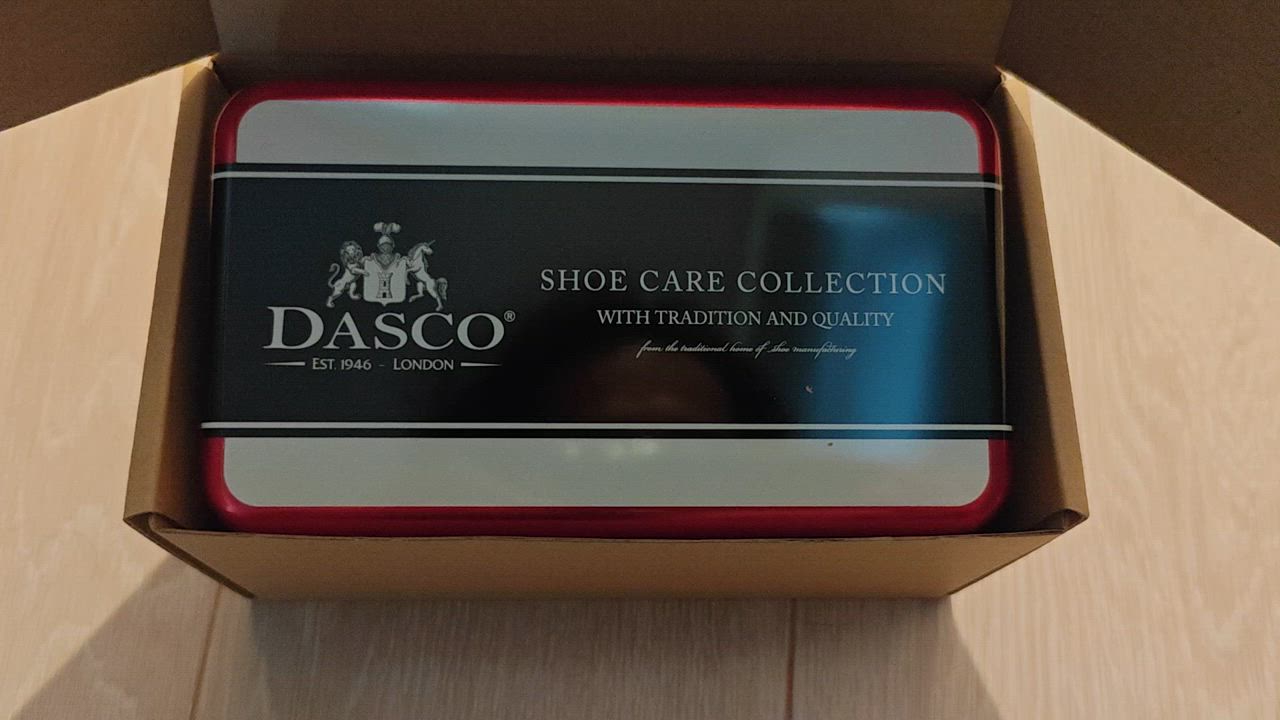 DASCO®
EST. 1946 - LONDON
SHOE CARE COLLECTION
WITH TRADITION AND QUALITY
from the traditional home of shoe manufacturing